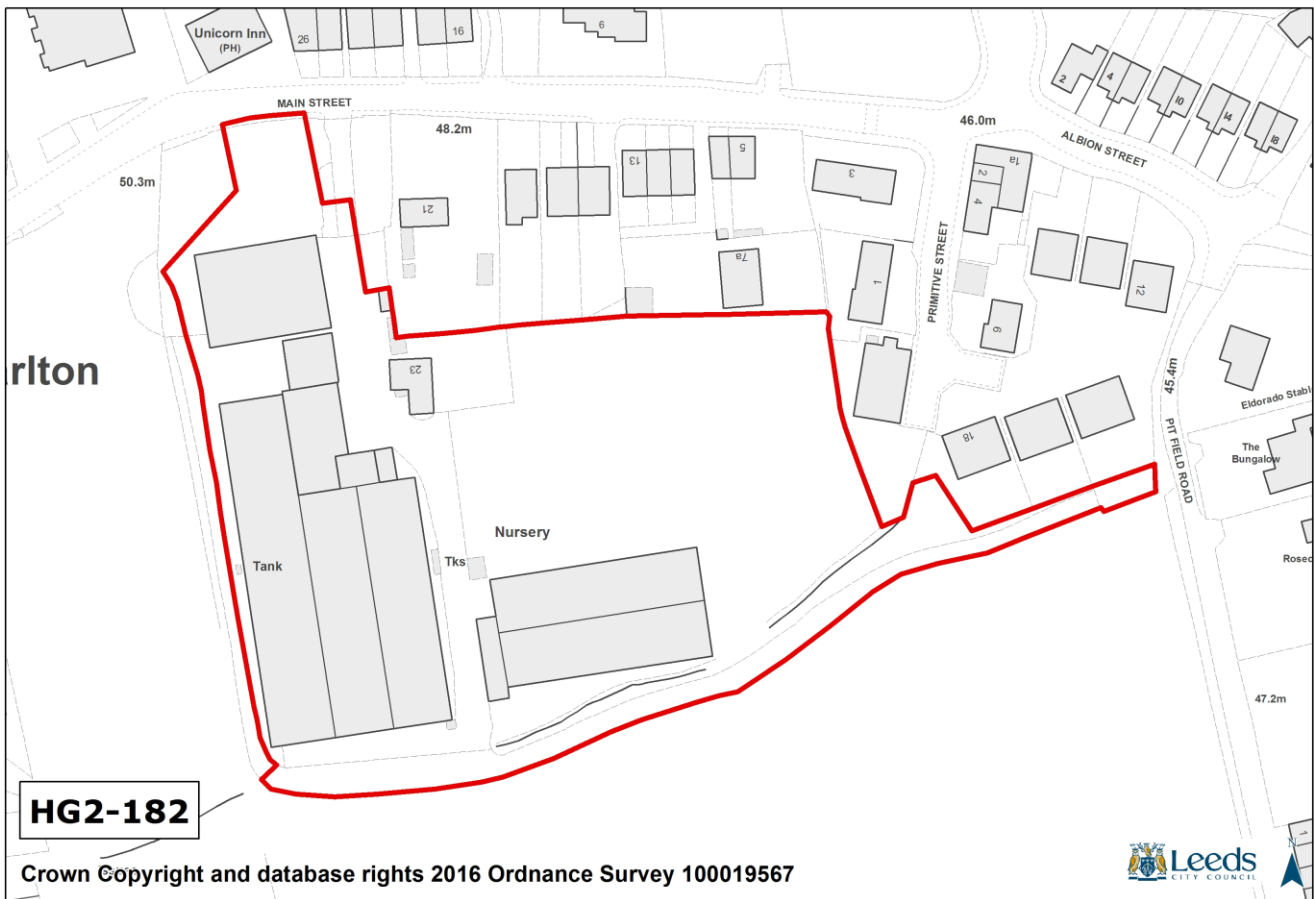 Unicorn Inn
(PH)
26
16
9
2
4
10
14
18
MAIN STREET
48.2m
46.0m
ALBION STREET
50.3m
13
5
3
1a
2
4
21
7a
1
PRIMITIVE STREET
12
6
rlton
23
45.4m
Eldorado Stabl
18
The
Bungalow
PIT FIELD ROAD
Nursery
Tank
Tks
Rosed
47.2m
HG2-182
1
Crown Copyright and database rights 2016 Ordnance Survey 100019567
Leeds
CITY COUNCIL
N